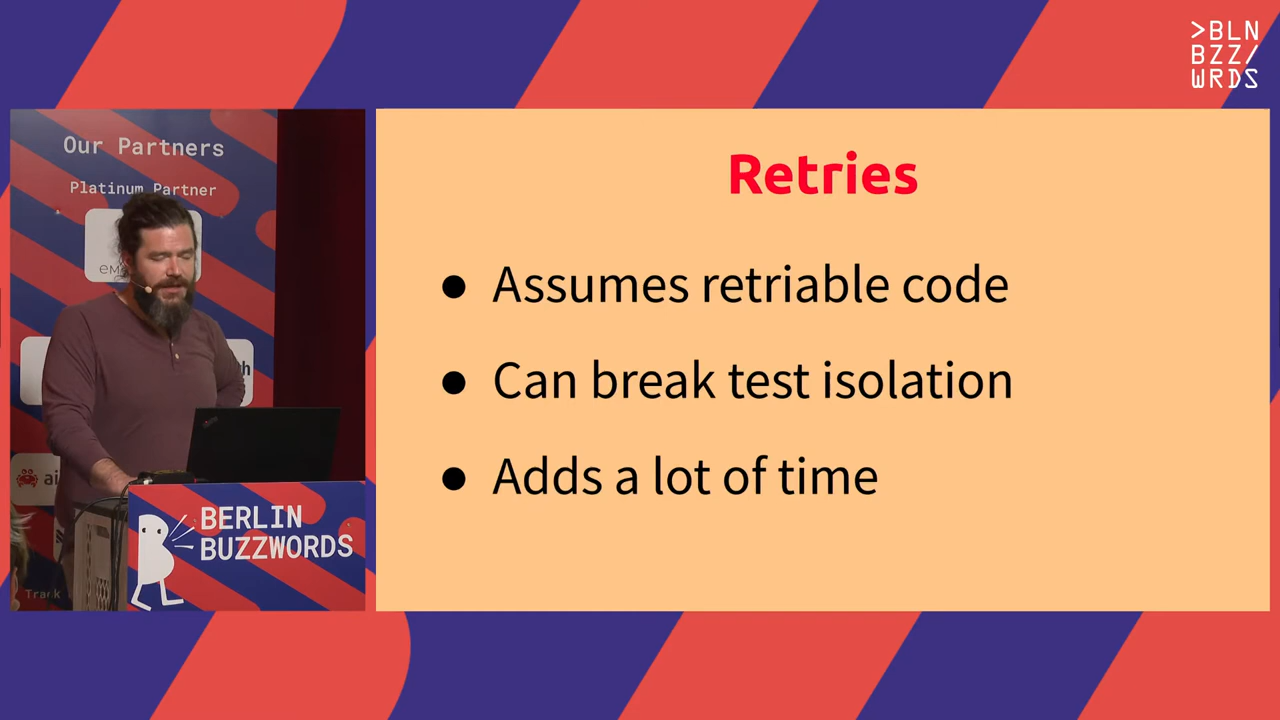 >BLN
BZZ/
WRDS
Our Partners
Platinum Partner
Retries
● Assumes retriable code
● Can break test isolation
● Adds a lot of time
BERLIN
BUZZWORDS
Track